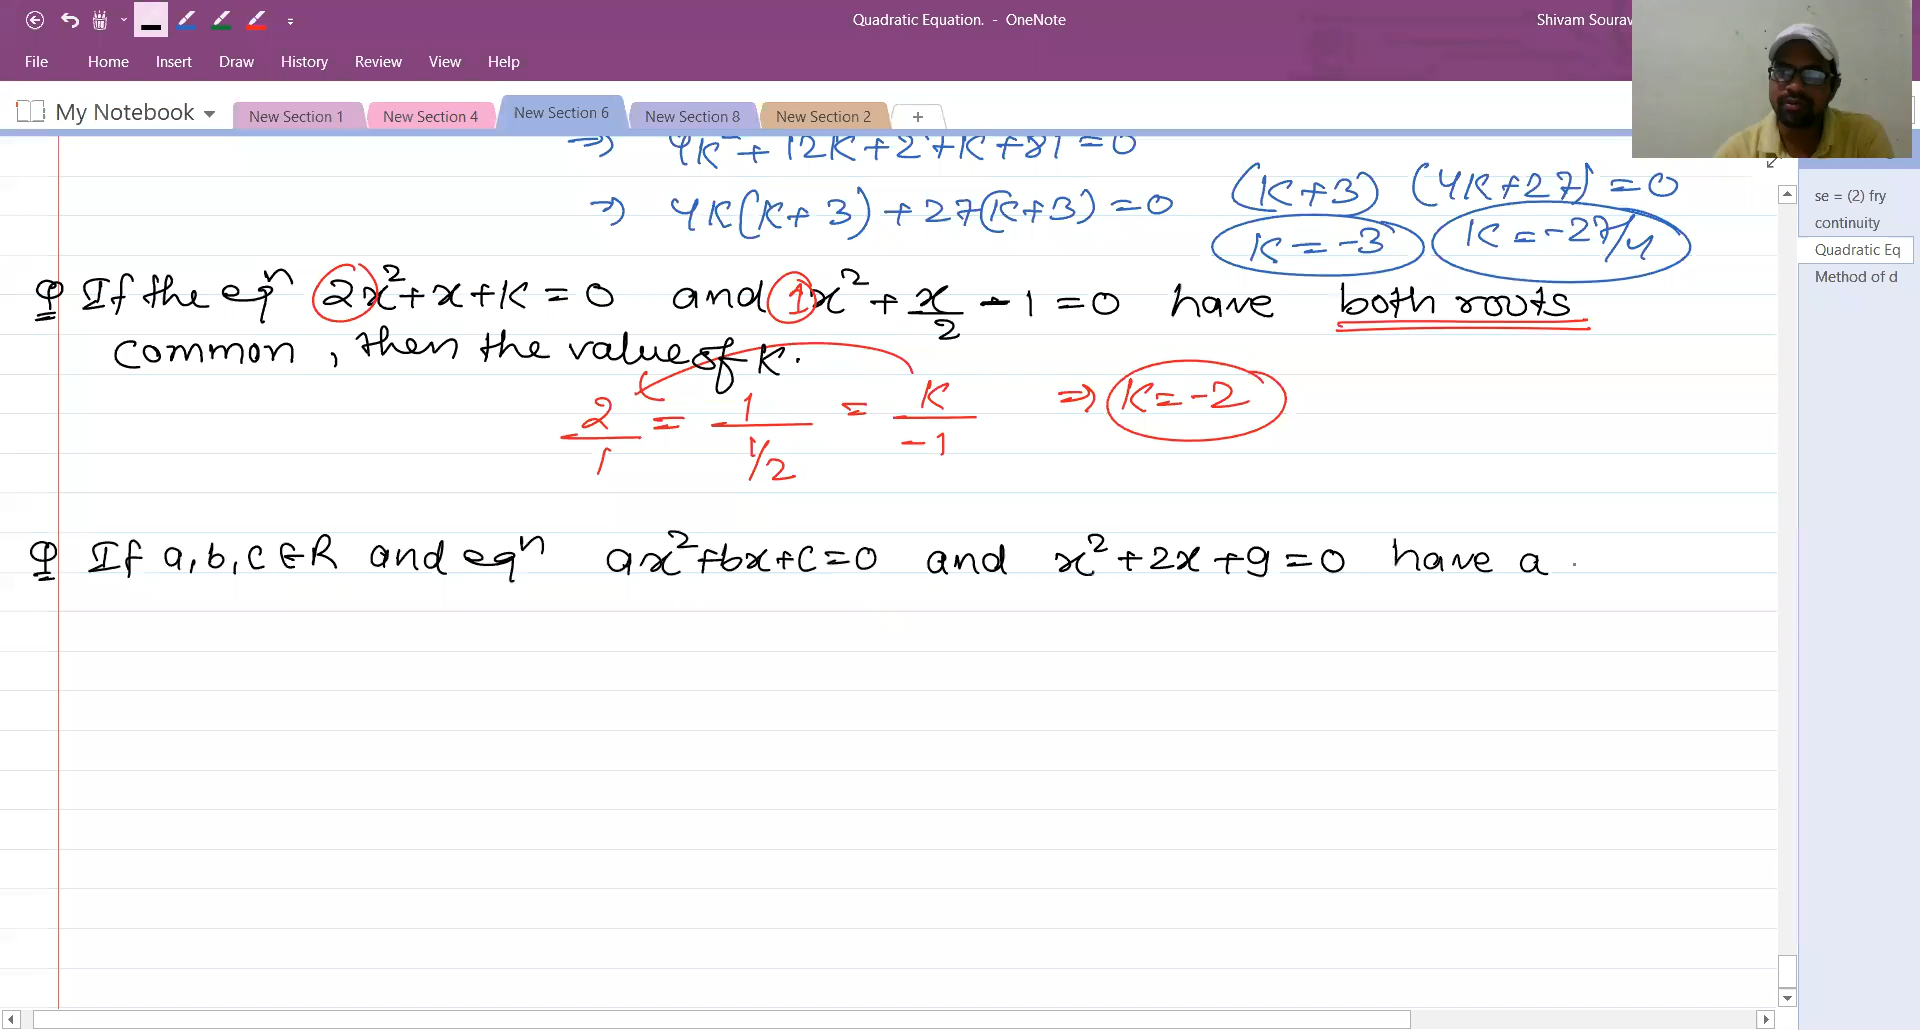 Quadratic Equation. - OneNote
Shivam Sourav
File Home Insert Draw History Review View Help
My Notebook
New Section 1
New Section 4
New Section 6
New Section 8
New Section 2
+
se = (2) fry
continuity
Quadratic Eq
Method of d
⇒ 4K² + 12K + 27K + 81 = 0
⇒ 4K(K+3) + 27(K+3) = 0
(K+3) (4K+27) = 0
K = -3 K = -27/4
Q If the eqⁿ 2x² + x + K = 0 and 1x² + x/2 - 1 = 0 have both roots
common, then the value of K.
2/1 = 1/(1/2) = K/-1 ⇒ K = -2
Q If a, b, c ∈ R and eqⁿ ax² + bx + c = 0 and x² + 2x + 9 = 0 have a